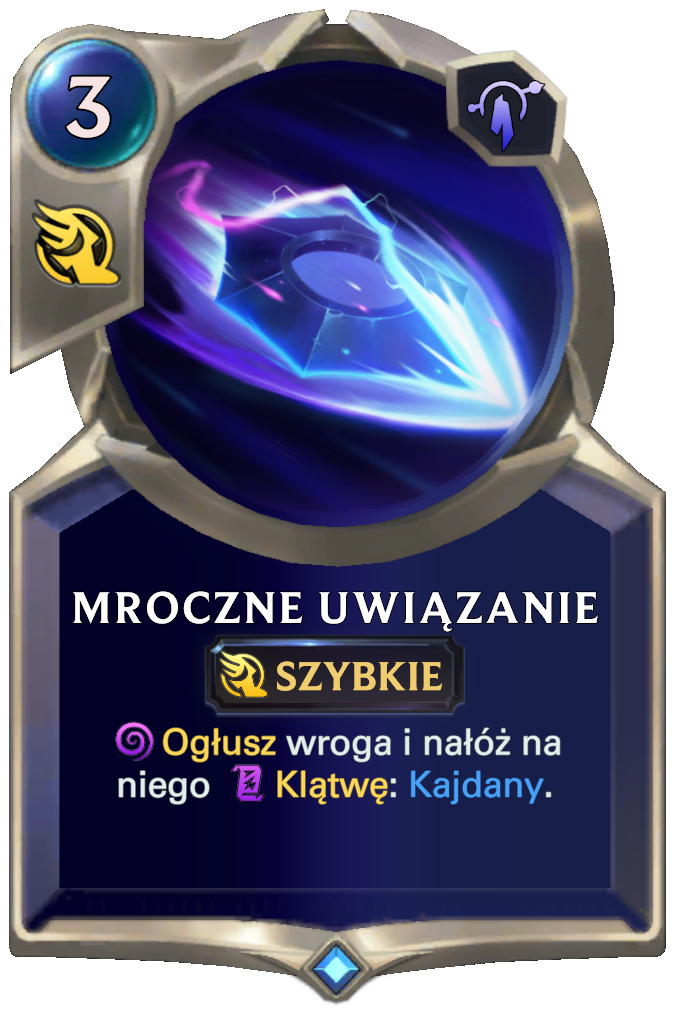 3
MROCZNE UWIĄZANIE
SZYBKIE
Ogłusz wroga i nałóż na
niego Klątwę: Kajdany.